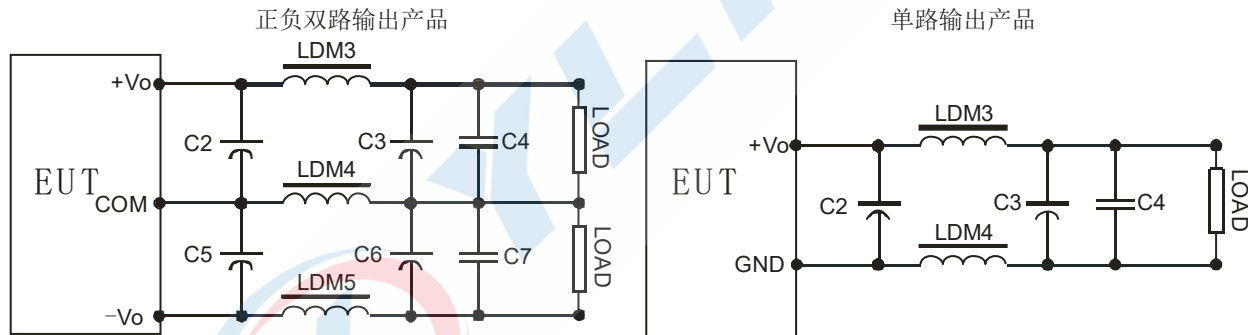 正负双路输出产品
LDM3
+Vo
C2
C3
C4
LOAD
EUT
LDM4
COM
C5
C6
C7
LOAD
LDM5
−Vo
单路输出产品
LDM3
+Vo
EUT
C2
C3
C4
LOAD
LDM4
GND